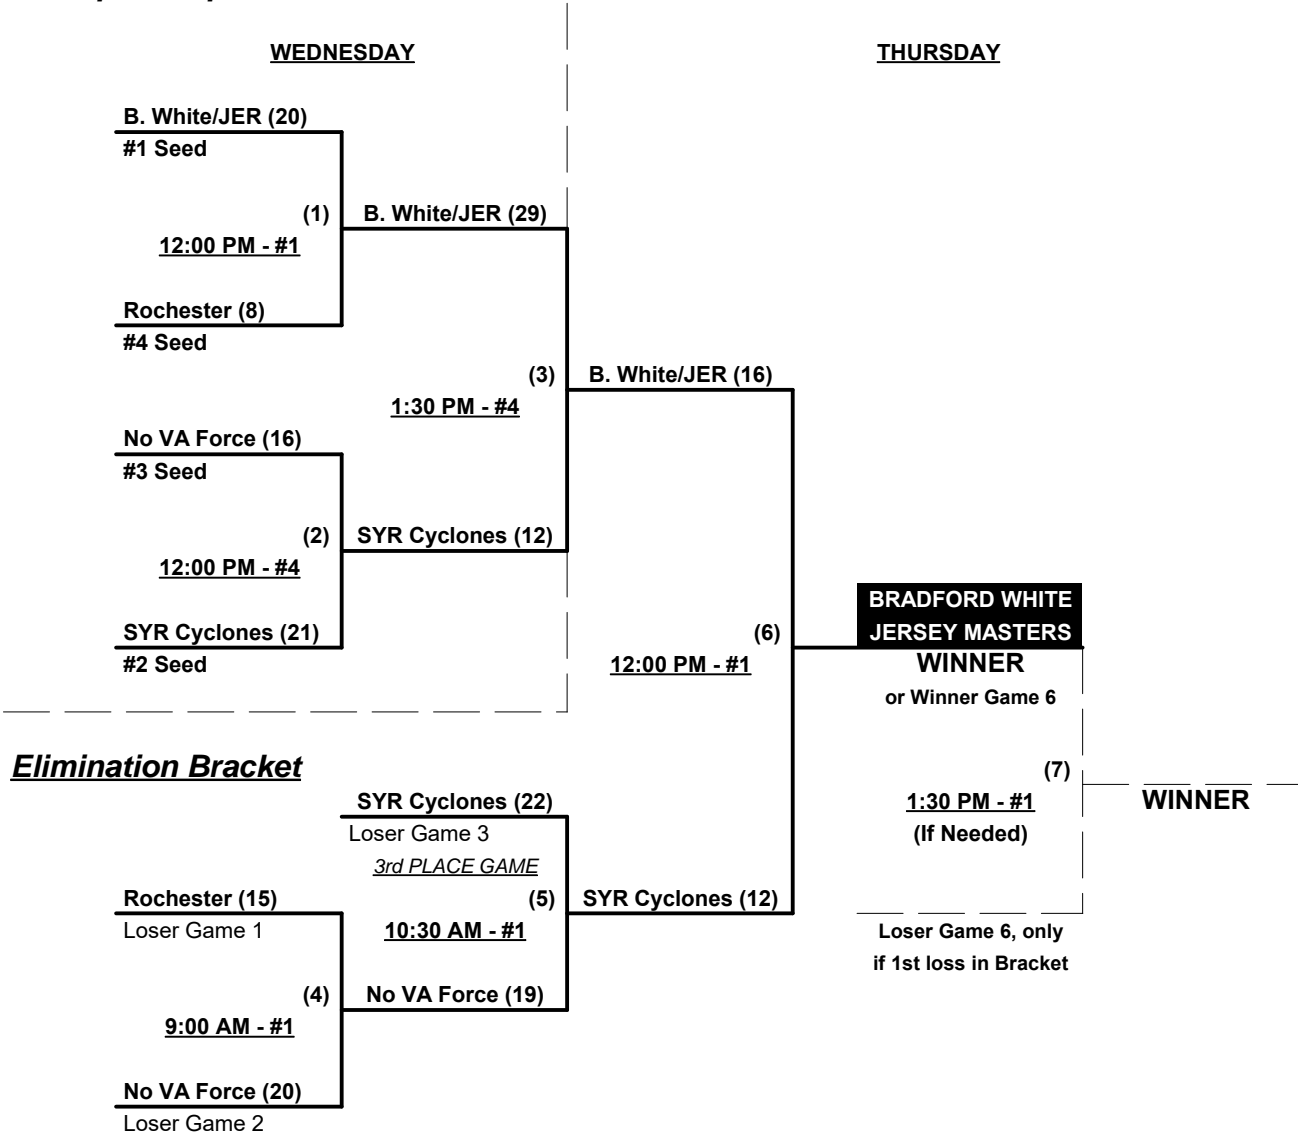 WEDNESDAY
THURSDAY
B. White/JER (20)
#1 Seed
(1)
B. White/JER (29)
12:00 PM - #1
Rochester (8)
#4 Seed
(3)
B. White/JER (16)
1:30 PM - #4
No VA Force (16)
#3 Seed
(2)
SYR Cyclones (12)
12:00 PM - #4
SYR Cyclones (21)
#2 Seed
(6)
12:00 PM - #1
BRADFORD WHITE
JERSEY MASTERS
WINNER
or Winner Game 6
(7)
1:30 PM - #1
(If Needed)
WINNER
Loser Game 6, only
if 1st loss in Bracket
Elimination Bracket
SYR Cyclones (22)
Loser Game 3
3rd PLACE GAME
Rochester (15)
Loser Game 1
(5)
SYR Cyclones (12)
10:30 AM - #1
(4)
No VA Force (19)
9:00 AM - #1
No VA Force (20)
Loser Game 2